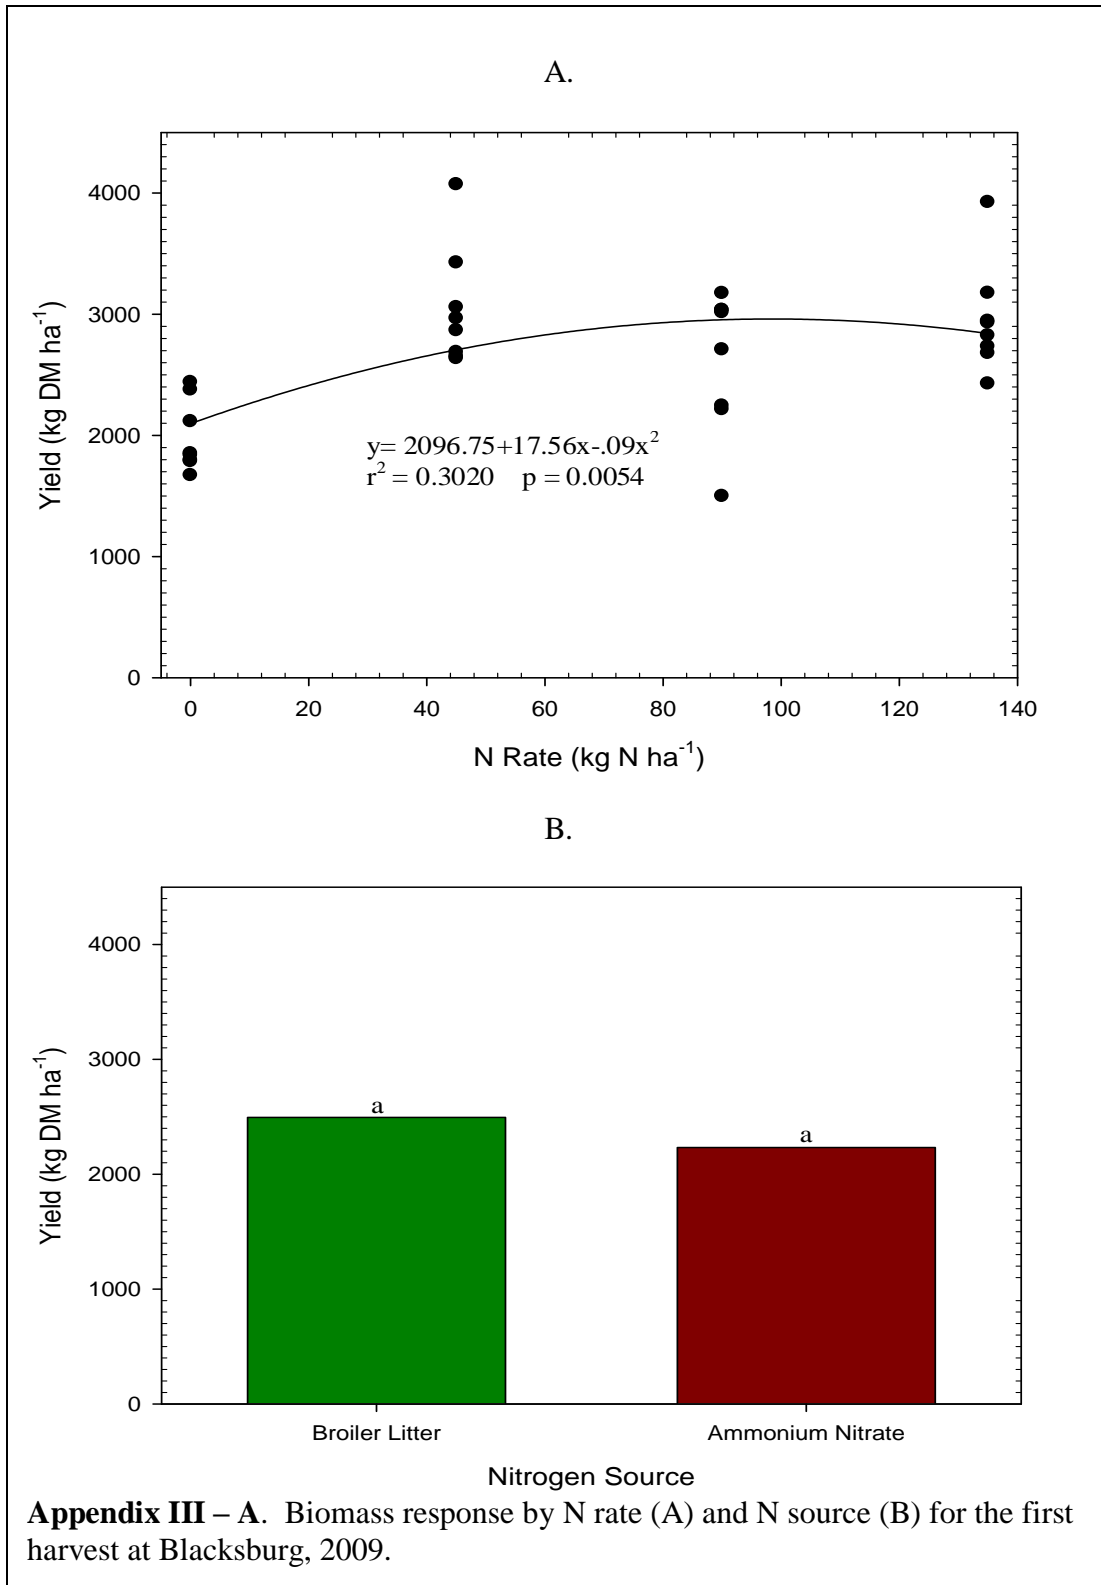 A.
4000
3000
2000
1000
0
Yield (kg DM ha⁻¹)
y= 2096.75+17.56x-.09x²
r² = 0.3020 p = 0.0054
0 20 40 60 80 100 120 140
N Rate (kg N ha⁻¹)
B.
4000
3000
2000
1000
0
Yield (kg DM ha⁻¹)
a
a
Broiler Litter Ammonium Nitrate
Nitrogen Source
Appendix III – A. Biomass response by N rate (A) and N source (B) for the first
harvest at Blacksburg, 2009.